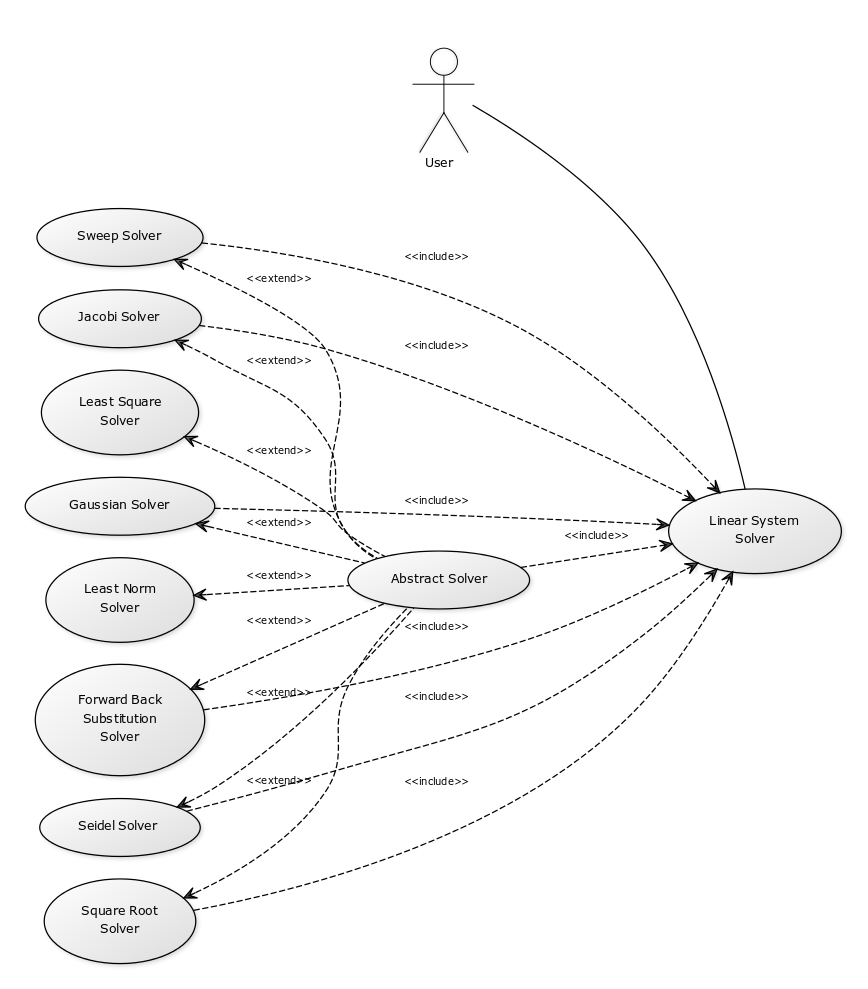 User
Sweep Solver
<<include>>
<<extend>>
Jacobi Solver
<<include>>
<<extend>>
Least Square
Solver
<<extend>>
Gaussian Solver
<<include>>
<<extend>>
Linear System
Solver
<<include>>
Abstract Solver
<<extend>>
Least Norm
Solver
<<extend>>
<<include>>
Forward Back
Substitution
Solver
<<extend>>
<<include>>
<<extend>>
<<include>>
Seidel Solver
Square Root
Solver